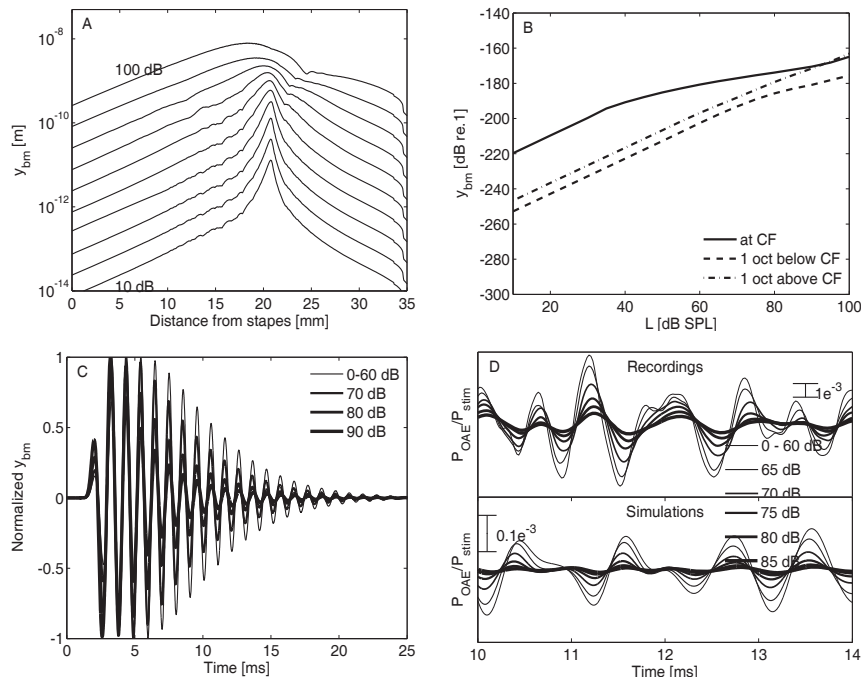 A
10^-8
10^-10
10^-12
10^-14
y_bm [m]
100 dB
10 dB
0 5 10 15 20 25 30 35
Distance from stapes [mm]
B
-140
-160
-180
-200
-220
-240
-260
-280
-300
y_bm [dB re.1]
at CF
1 oct below CF
1 oct above CF
20 40 60 80 100
L [dB SPL]
C
1
0.5
0
-0.5
-1
Normalized y_bm
0-60 dB
70 dB
80 dB
90 dB
0 5 10 15 20 25
Time [ms]
D
Recordings
1e^-3
P_OAE/P_stim
0 - 60 dB
65 dB
70 dB
75 dB
80 dB
85 dB
Simulations
0.1e^-3
P_OAE/P_stim
10 11 12 13 14
Time [ms]